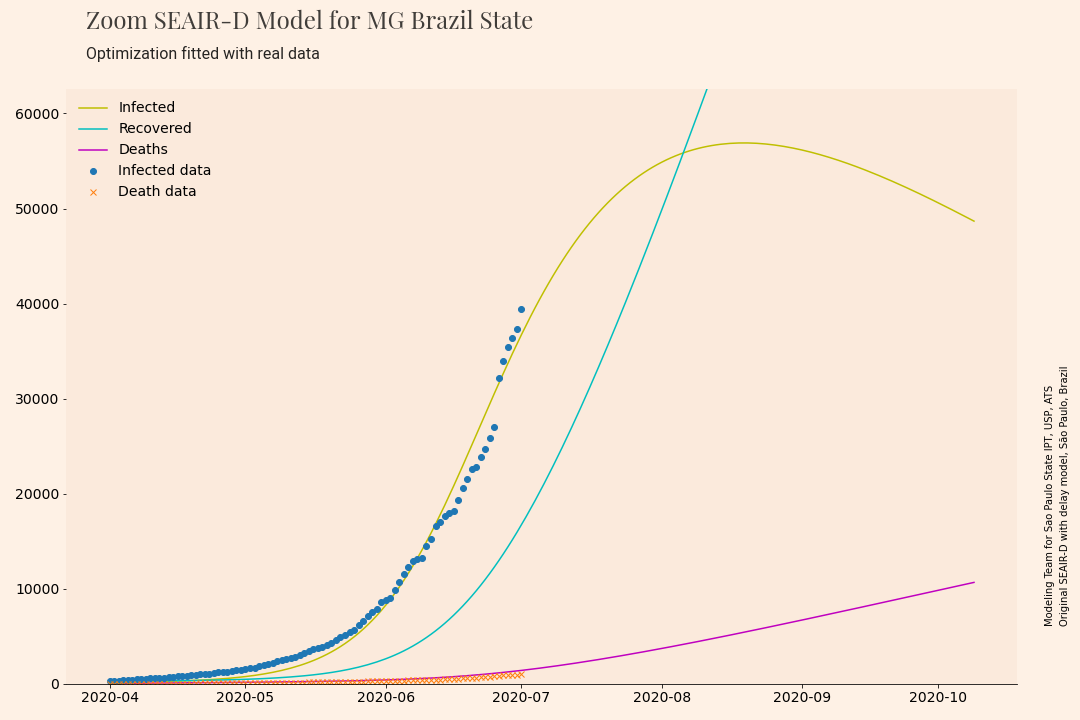 Zoom SEAIR-D Model for MG Brazil State
Optimization fitted with real data
Infected
Recovered
Deaths
Infected data
Death data
60000
50000
40000
30000
20000
10000
0
2020-04
2020-05
2020-06
2020-07
2020-08
2020-09
2020-10
Modeling Team for Sao Paulo State IPT, USP, ATS
Original SEAIR-D with delay model, São Paulo, Brazil